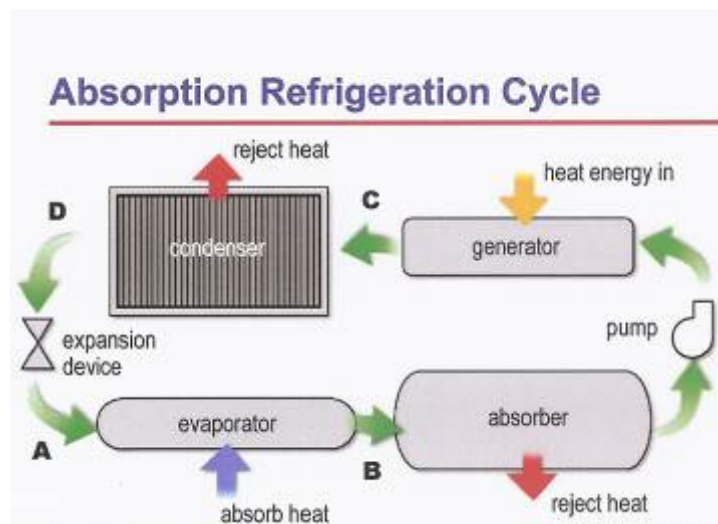 Absorption Refrigeration Cycle
reject heat
heat energy in
D
C
condenser
generator
expansion
device
pump
evaporator
absorber
A
B
absorb heat
reject heat